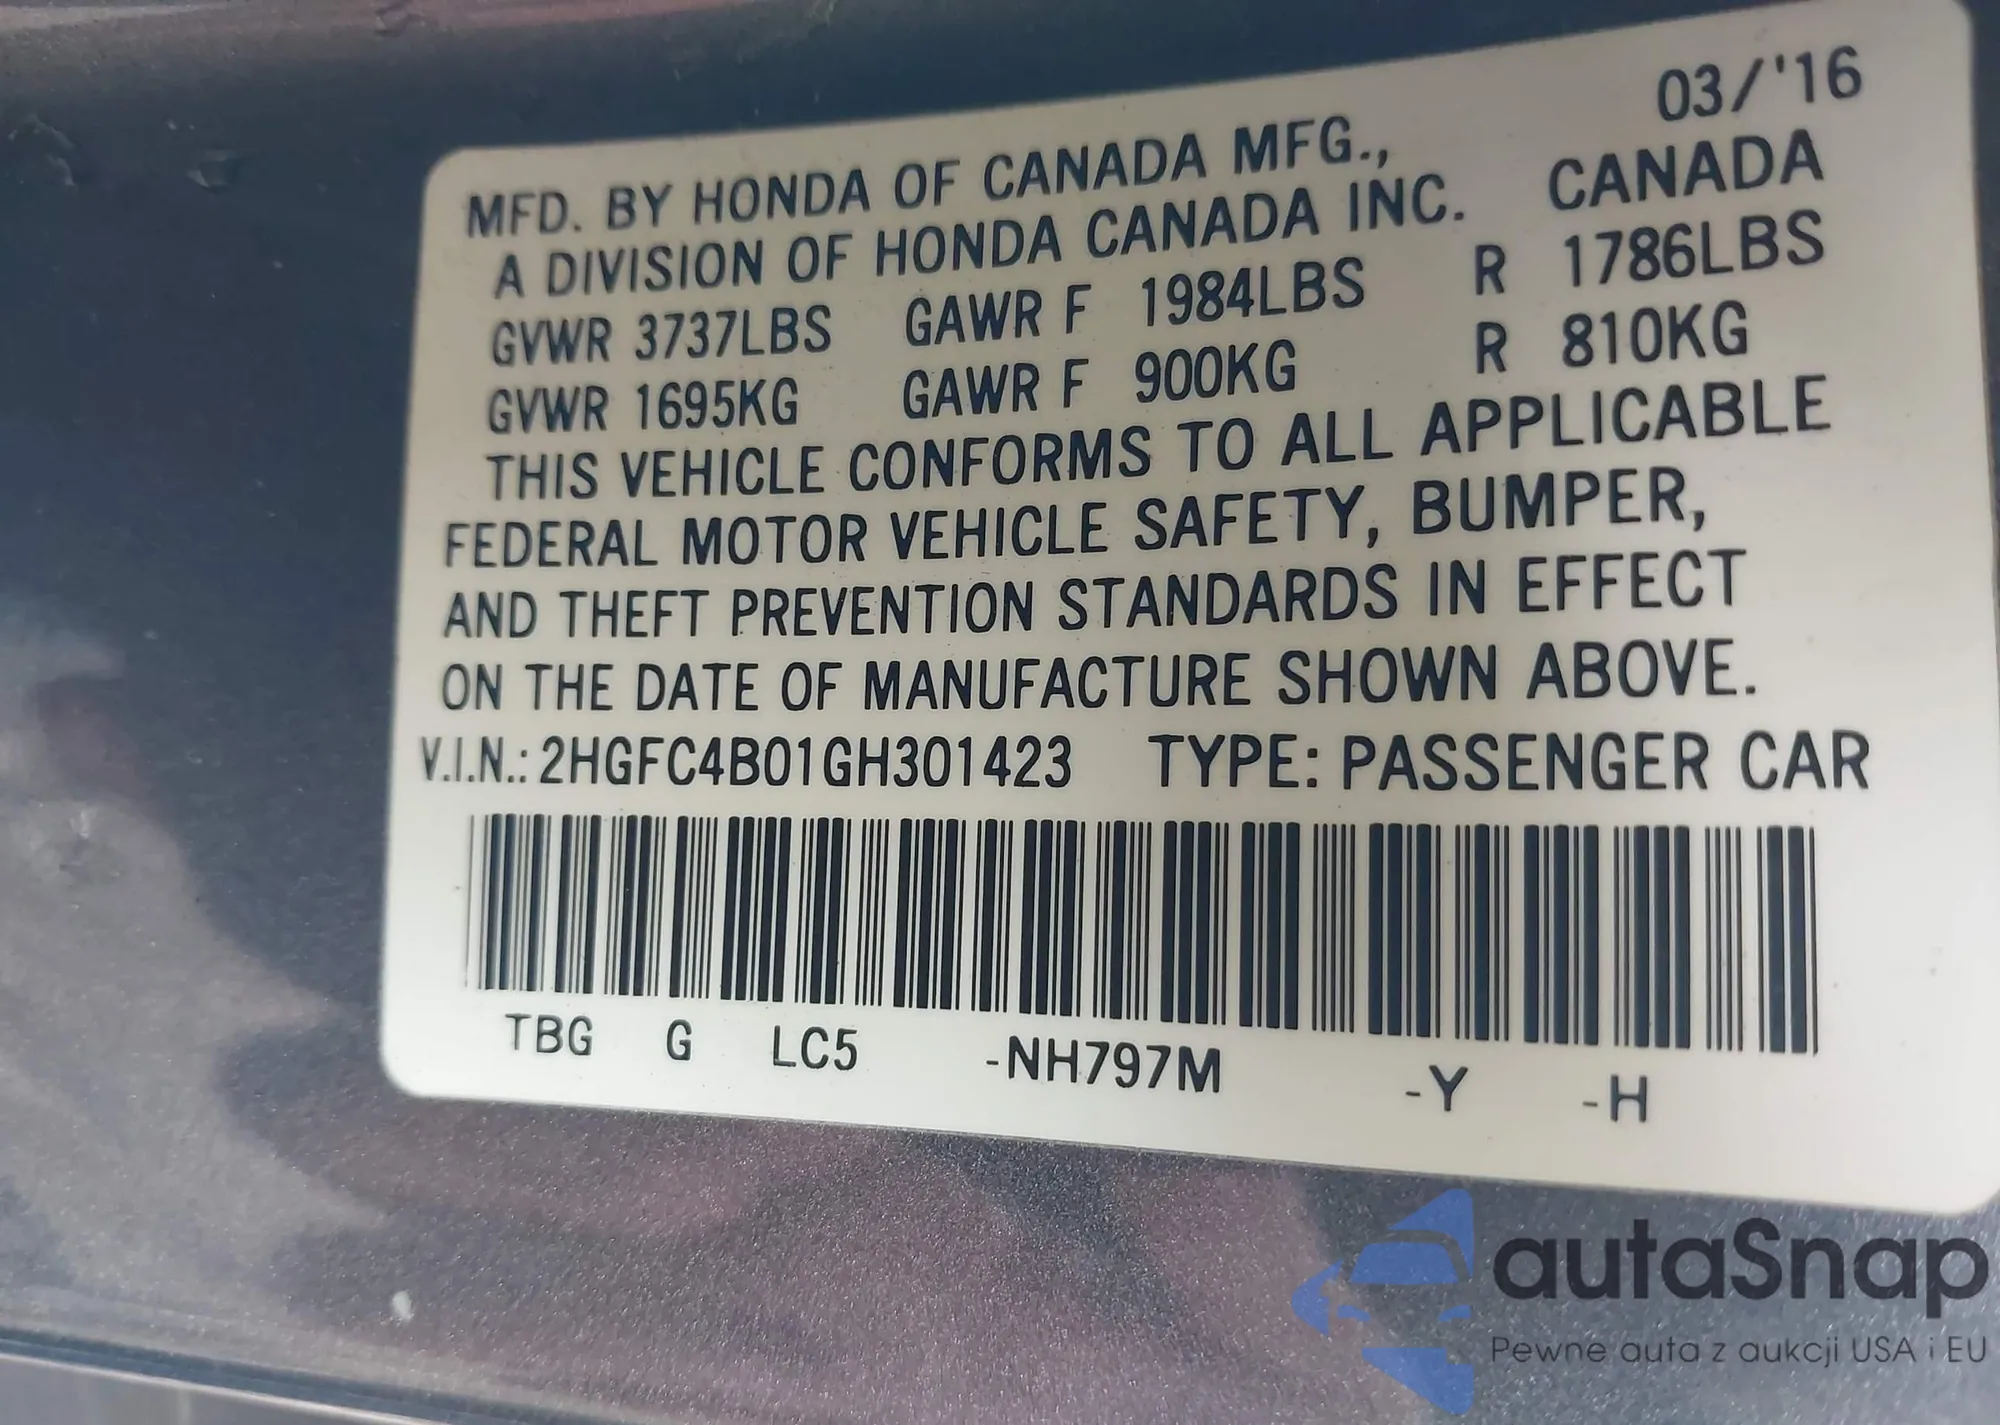 03/'16
MFD. BY HONDA OF CANADA MFG.,
A DIVISION OF HONDA CANADA INC. CANADA
GVWR 3737LBS GAWR F 1984LBS R 1786LBS
GVWR 1695KG GAWR F 900KG R 810KG
THIS VEHICLE CONFORMS TO ALL APPLICABLE
FEDERAL MOTOR VEHICLE SAFETY, BUMPER,
AND THEFT PREVENTION STANDARDS IN EFFECT
ON THE DATE OF MANUFACTURE SHOWN ABOVE.
V.I.N.: 2HGFC4B01GH301423 TYPE: PASSENGER CAR
TBG G LC5 -NH797M -Y -H
autaSnap
Pewne auta z aukcji USA i EU